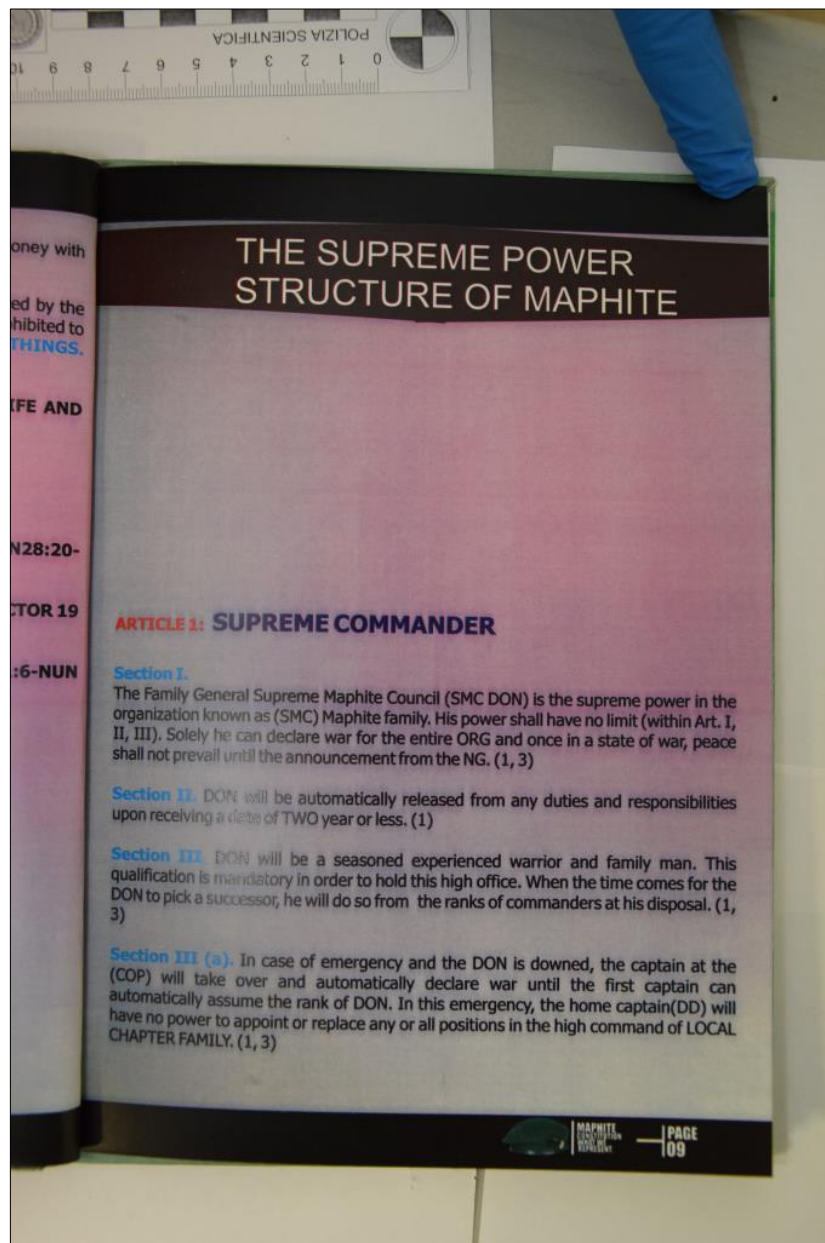 POLIZIA SCIENTIFICA
10 9 8 7 6 5 4 3 2 1 0
oney with
ed by the
hibited to
THINGS.
IFE AND
N28:20-
CTOR 19
:6-NUN
THE SUPREME POWER
STRUCTURE OF MAPHITE
ARTICLE 1: SUPREME COMMANDER
Section I.
The Family General Supreme Maphite Council (SMC DON) is the supreme power in the
organization known as (SMC) Maphite family. His power shall have no limit (within Art. I,
II, III). Solely he can declare war for the entire ORG and once in a state of war, peace
shall not prevail until the announcement from the NG. (1, 3)
Section II. DON will be automatically released from any duties and responsibilities
upon receiving a date of TWO year or less. (1)
Section III. DON will be a seasoned experienced warrior and family man. This
qualification is mandatory in order to hold this high office. When the time comes for the
DON to pick a successor, he will do so from the ranks of commanders at his disposal. (1,
3)
Section III (a). In case of emergency and the DON is downed, the captain at the
(COP) will take over and automatically declare war until the first captain can
automatically assume the rank of DON. In this emergency, the home captain(DD) will
have no power to appoint or replace any or all positions in the high command of LOCAL
CHAPTER FAMILY. (1, 3)
MAPHITE
CONSTITUTION
WHAT WE
REPRESENT
PAGE
09